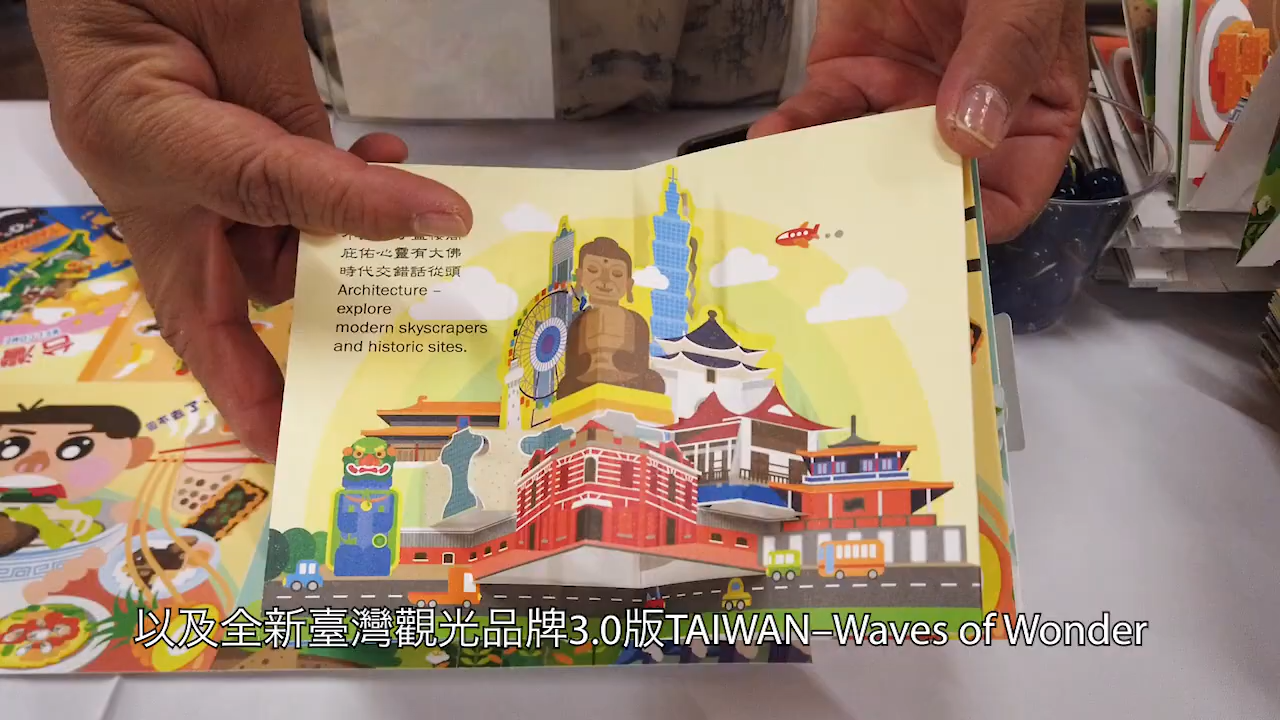 庇佑心靈有大佛
時代交錯話從頭
Architecture –
explore
modern skyscrapers
and historic sites.
以及全新臺灣觀光品牌3.0版TAIWAN–Waves of Wonder